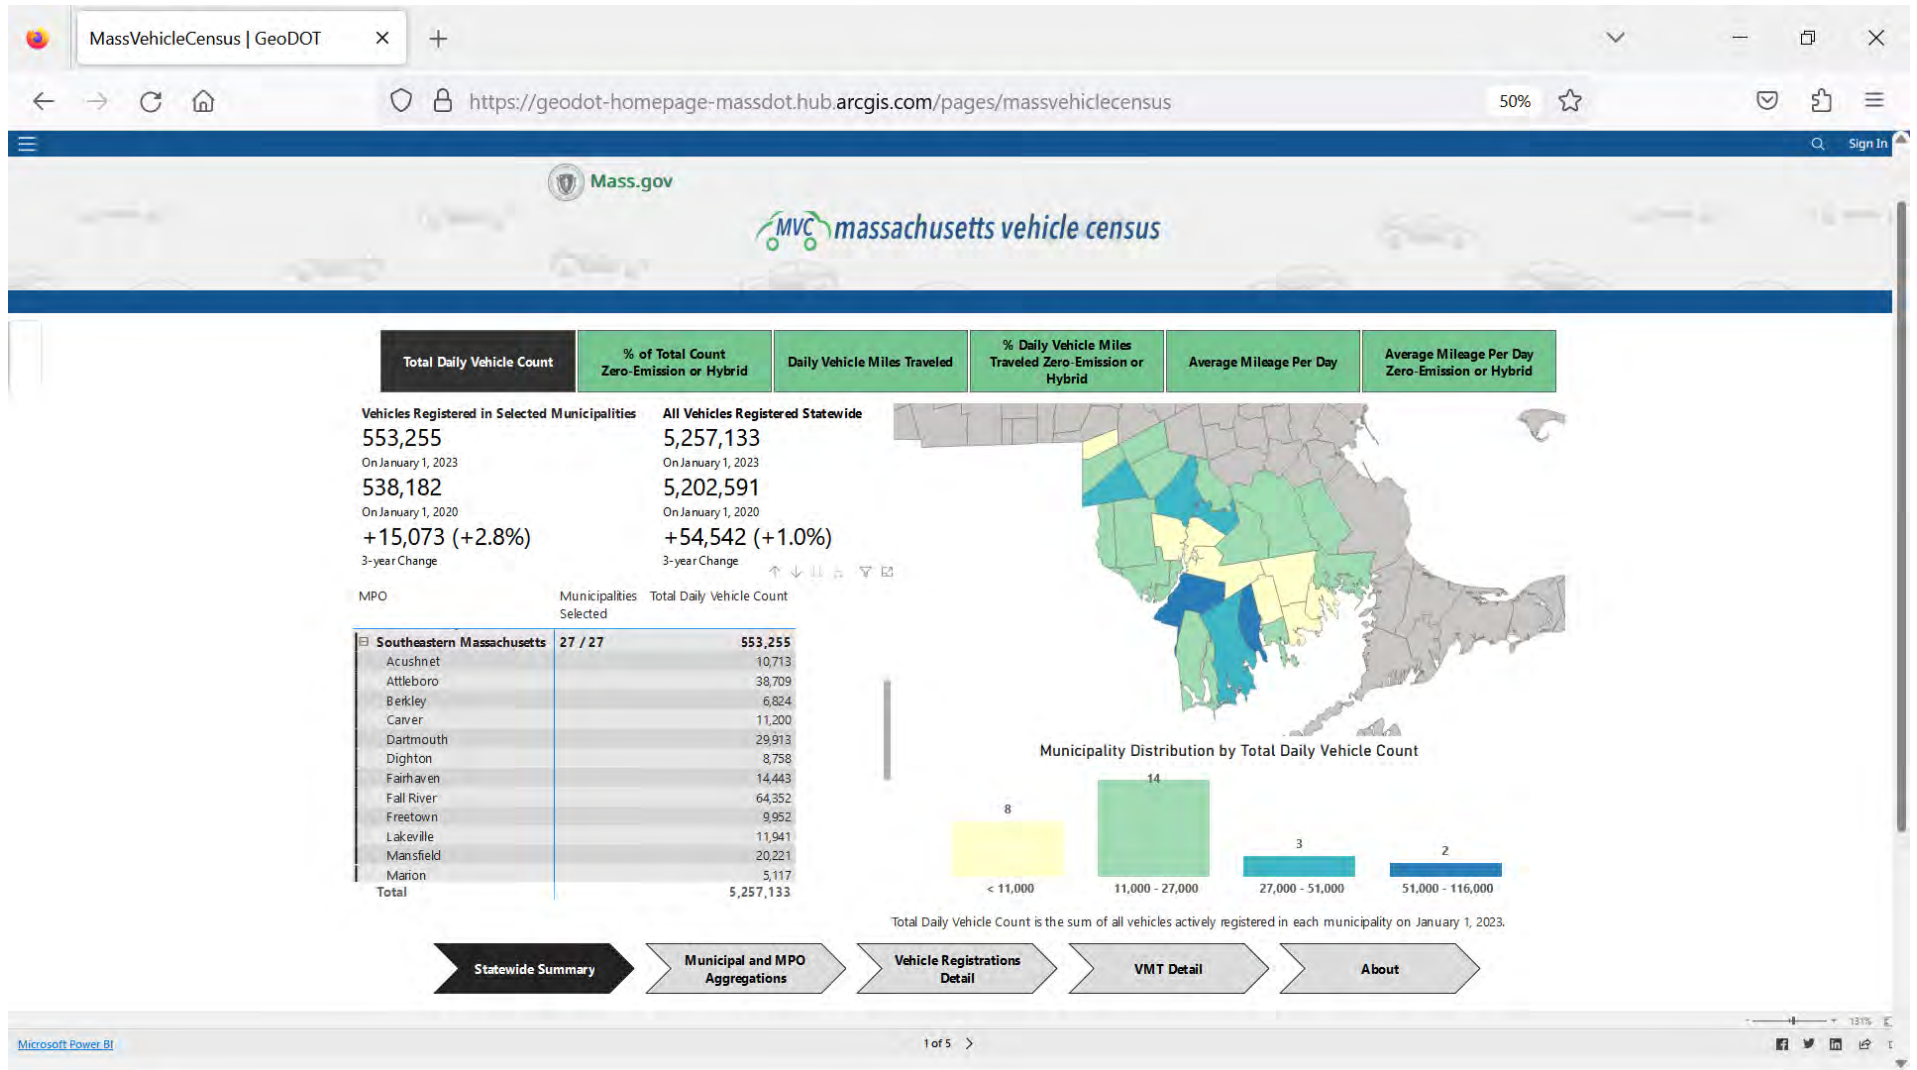 MassVehicleCensus | GeoDOT
https://geodot-homepage-massdot.hub.arcgis.com/pages/massvehiclecensus
50%
Sign In
Mass.gov
MVC massachusetts vehicle census
Total Daily Vehicle Count
% of Total Count
Zero-Emission or Hybrid
Daily Vehicle Miles Traveled
% Daily Vehicle Miles
Traveled Zero-Emission or
Hybrid
Average Mileage Per Day
Average Mileage Per Day
Zero-Emission or Hybrid
Vehicles Registered in Selected Municipalities
553,255
On January 1, 2023
538,182
On January 1, 2020
+15,073 (+2.8%)
3-year Change
All Vehicles Registered Statewide
5,257,133
On January 1, 2023
5,202,591
On January 1, 2020
+54,542 (+1.0%)
3-year Change
MPO Municipalities Selected Total Daily Vehicle Count
Southeastern Massachusetts 27 / 27 553,255
Acushnet 10,713
Attleboro 38,709
Berkley 6,824
Carver 11,200
Dartmouth 29,913
Dighton 8,758
Fairhaven 14,443
Fall River 64,352
Freetown 9,952
Lakeville 11,941
Mansfield 20,221
Marion 5,117
Total 5,257,133
Municipality Distribution by Total Daily Vehicle Count
8
14
3
2
< 11,000
11,000 - 27,000
27,000 - 51,000
51,000 - 116,000
Total Daily Vehicle Count is the sum of all vehicles actively registered in each municipality on January 1, 2023.
Statewide Summary
Municipal and MPO
Aggregations
Vehicle Registrations
Detail
VMT Detail
About
131%
Microsoft Power BI
1 of 5